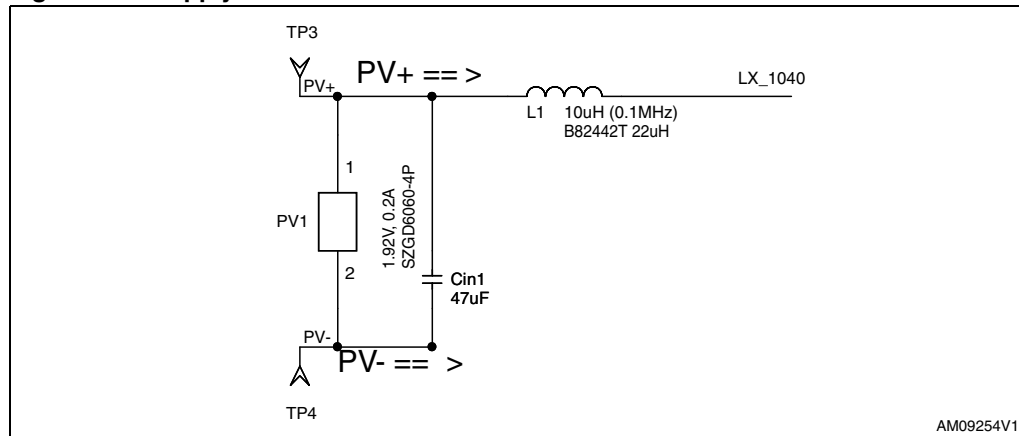 TP3
PV+ == >
PV+
LX_1040
L1 10uH (0.1MHz)
B82442T 22uH
1
PV1
2
1.92V, 0.2A
SZGD6060-4P
Cin1
47uF
PV-
PV- == >
TP4
AM09254V1